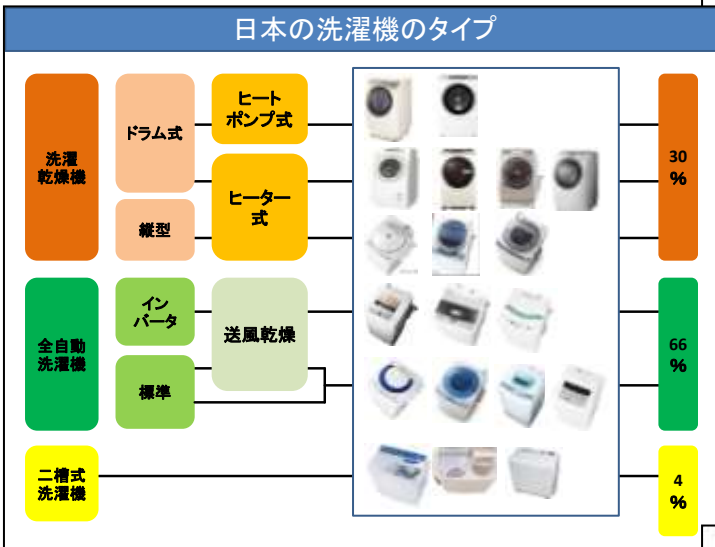 日本の洗濯機のタイプ
洗濯
乾燥機
ドラム式
縦型
ヒート
ポンプ式
ヒーター
式
30
%
全自動
洗濯機
イン
バータ
標準
送風乾燥
66
%
二槽式
洗濯機
4
%